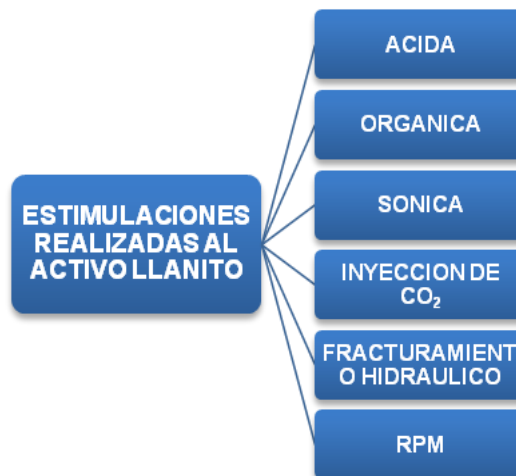 ESTIMULACIONES
REALIZADAS AL
ACTIVO LLANITO
ACIDA
ORGANICA
SONICA
INYECCION DE
CO₂
FRACTURAMIENT
O HIDRAULICO
RPM